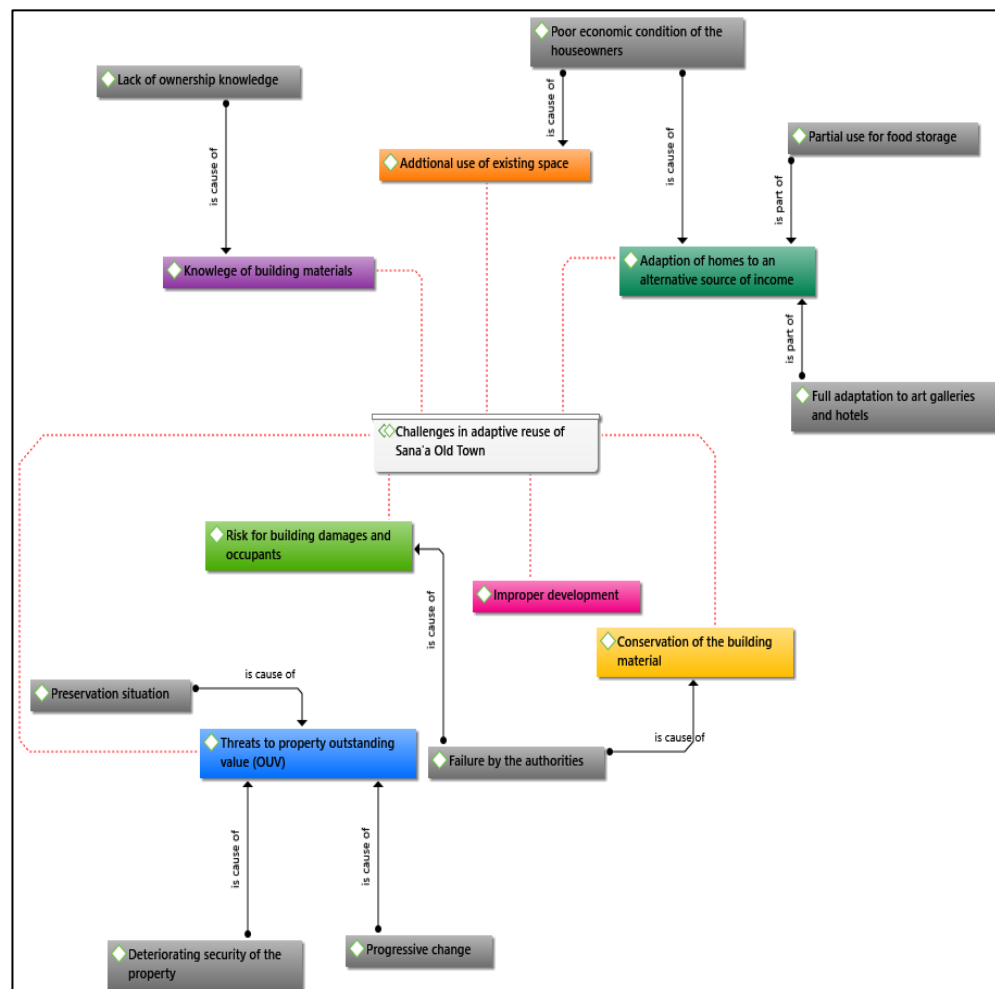 Poor economic condition of the
houseowners
Lack of ownership knowledge
is cause of
is cause of
is cause of
Partial use for food storage
Addtional use of existing space
is part of
Knowlege of building materials
Adaption of homes to an
alternative source of income
is part of
Full adaptation to art galleries
and hotels
Challenges in adaptive reuse of
Sana'a Old Town
Risk for building damages and
occupants
is cause of
Improper development
Conservation of the building
material
is cause of
Preservation situation
is cause of
Threats to property outstanding
value (OUV)
Failure by the authorities
is cause of
is cause of
Deteriorating security of the
property
Progressive change